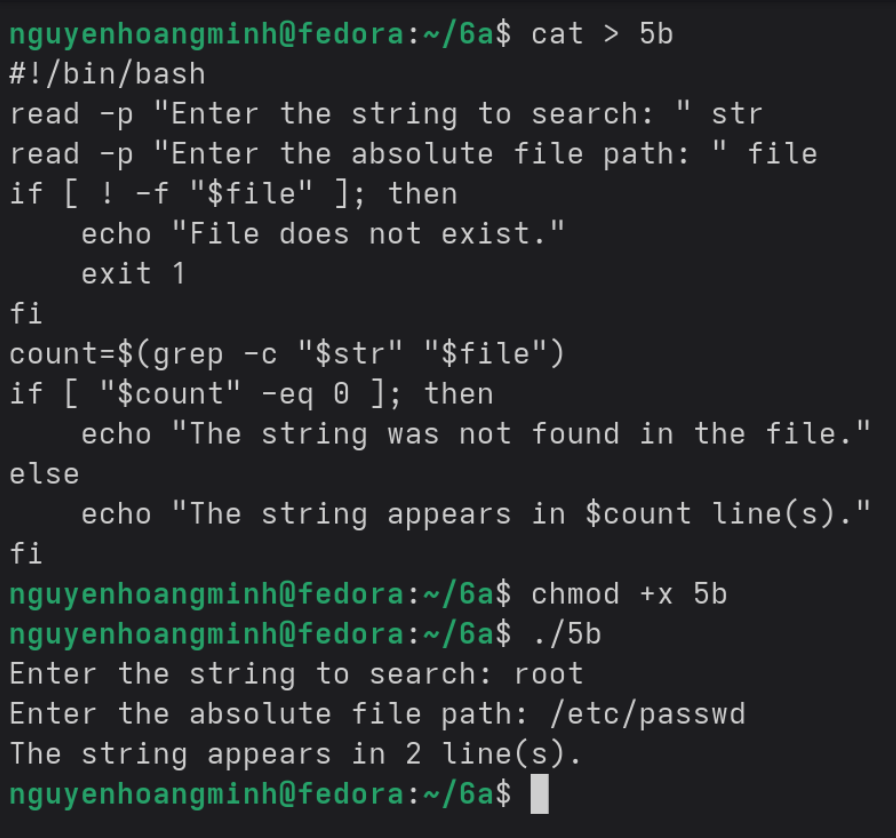 nguyenhoangminh@fedora:~/6a$ cat > 5b
#!/bin/bash
read -p "Enter the string to search: " str
read -p "Enter the absolute file path: " file
if [ ! -f "$file" ]; then
    echo "File does not exist."
    exit 1
fi
count=$(grep -c "$str" "$file")
if [ "$count" -eq 0 ]; then
    echo "The string was not found in the file."
else
    echo "The string appears in $count line(s)."
fi
nguyenhoangminh@fedora:~/6a$ chmod +x 5b
nguyenhoangminh@fedora:~/6a$ ./5b
Enter the string to search: root
Enter the absolute file path: /etc/passwd
The string appears in 2 line(s).
nguyenhoangminh@fedora:~/6a$